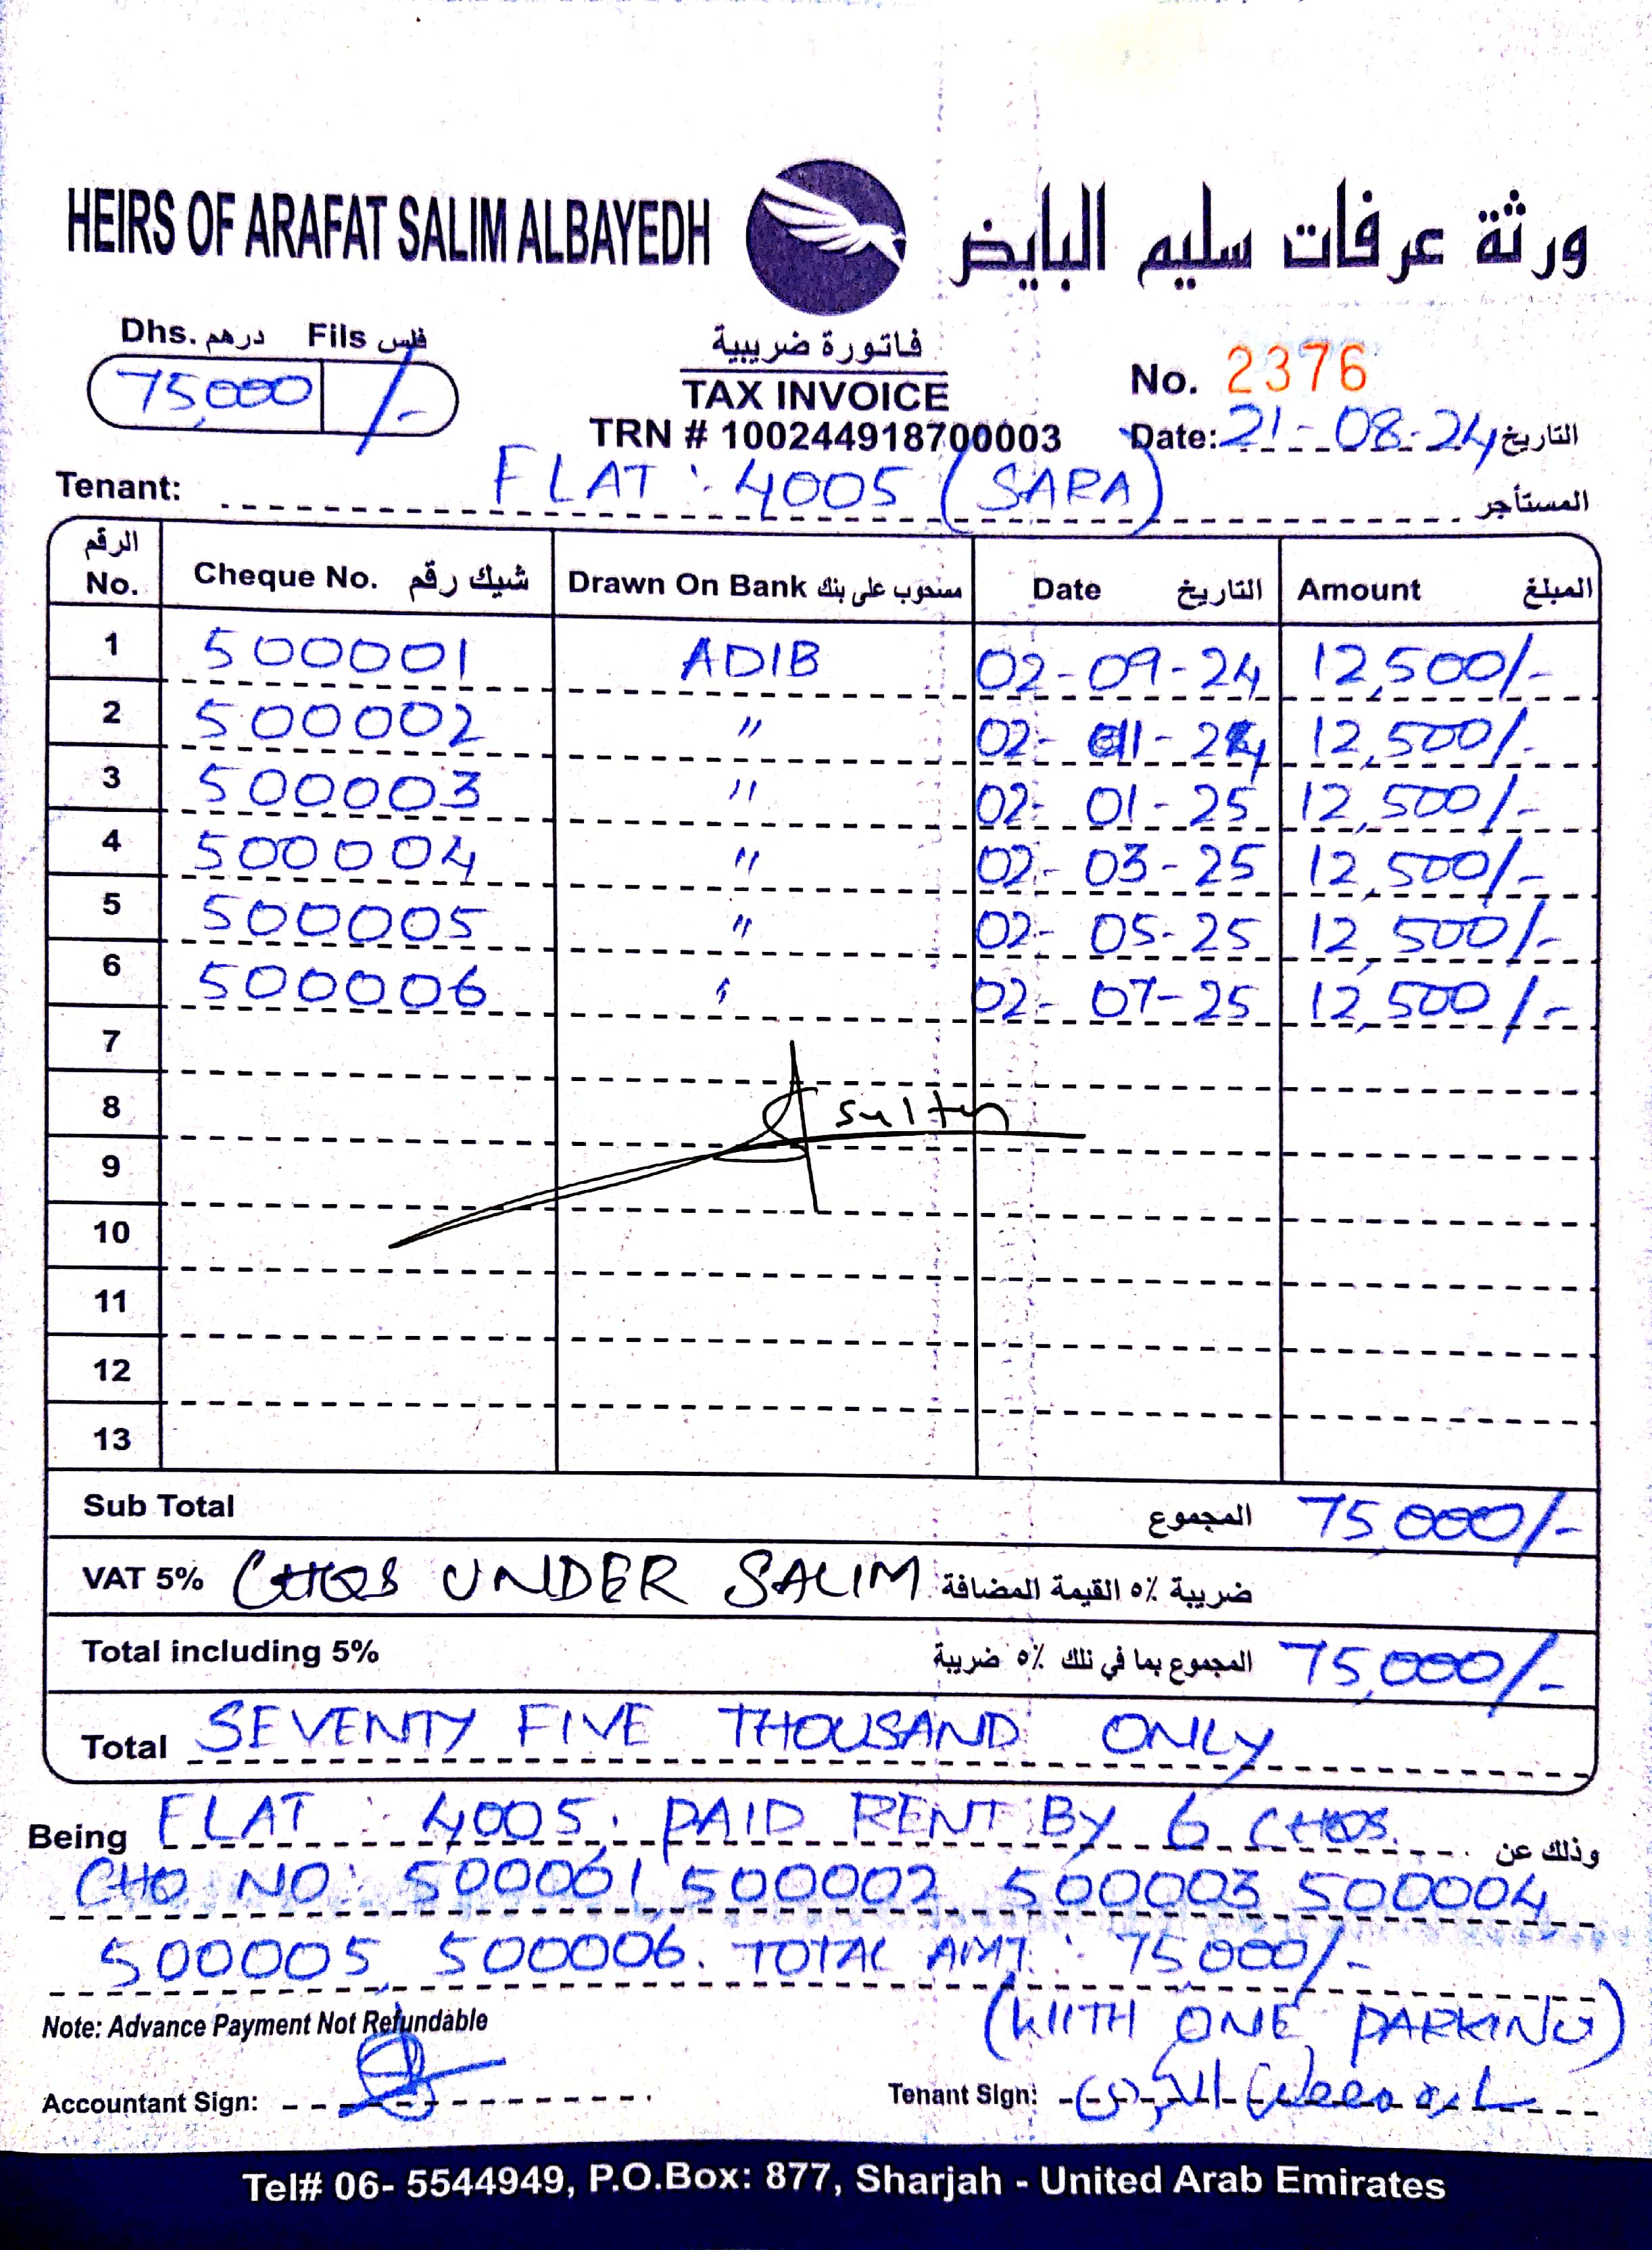 HEIRS OF ARAFAT SALIM ALBAYEDH ورثة عرفات سليم البايض
Dhs. درهم Fils فلس
75,000 /-
فاتورة ضريبية
TAX INVOICE
TRN # 100244918700003
No. 2376
Date: 21-08-24 التاريخ
Tenant: FLAT : 4005 (SARA) المستأجر
الرقم No. Cheque No. شيك رقم Drawn On Bank مسحوب على بنك Date التاريخ Amount المبلغ
1 500001 ADIB 02-09-24 12,500/-
2 500002 " 02-11-24 12,500/-
3 500003 " 02-01-25 12,500/-
4 500004 " 02-03-25 12,500/-
5 500005 " 02-05-25 12,500/-
6 500006 " 02-07-25 12,500/-
7
8 sultan
9
10
11
12
13
Sub Total المجموع 75,000/-
VAT 5% CHQS UNDER SALIM ضريبة ٥٪ القيمة المضافة
Total including 5% المجموع بما في ذلك ٥٪ ضريبة 75,000/-
Total SEVENTY FIVE THOUSAND ONLY
Being FLAT : 4005, PAID RENT BY 6 CHQS. وذلك عن
CHQ NO: 500001, 500002, 500003, 500004
500005, 500006. TOTAL AMT : 75,000/-
(WITH ONE PARKING)
Note: Advance Payment Not Refundable
Accountant Sign:
Tenant Sign:
Tel# 06- 5544949, P.O.Box: 877, Sharjah - United Arab Emirates